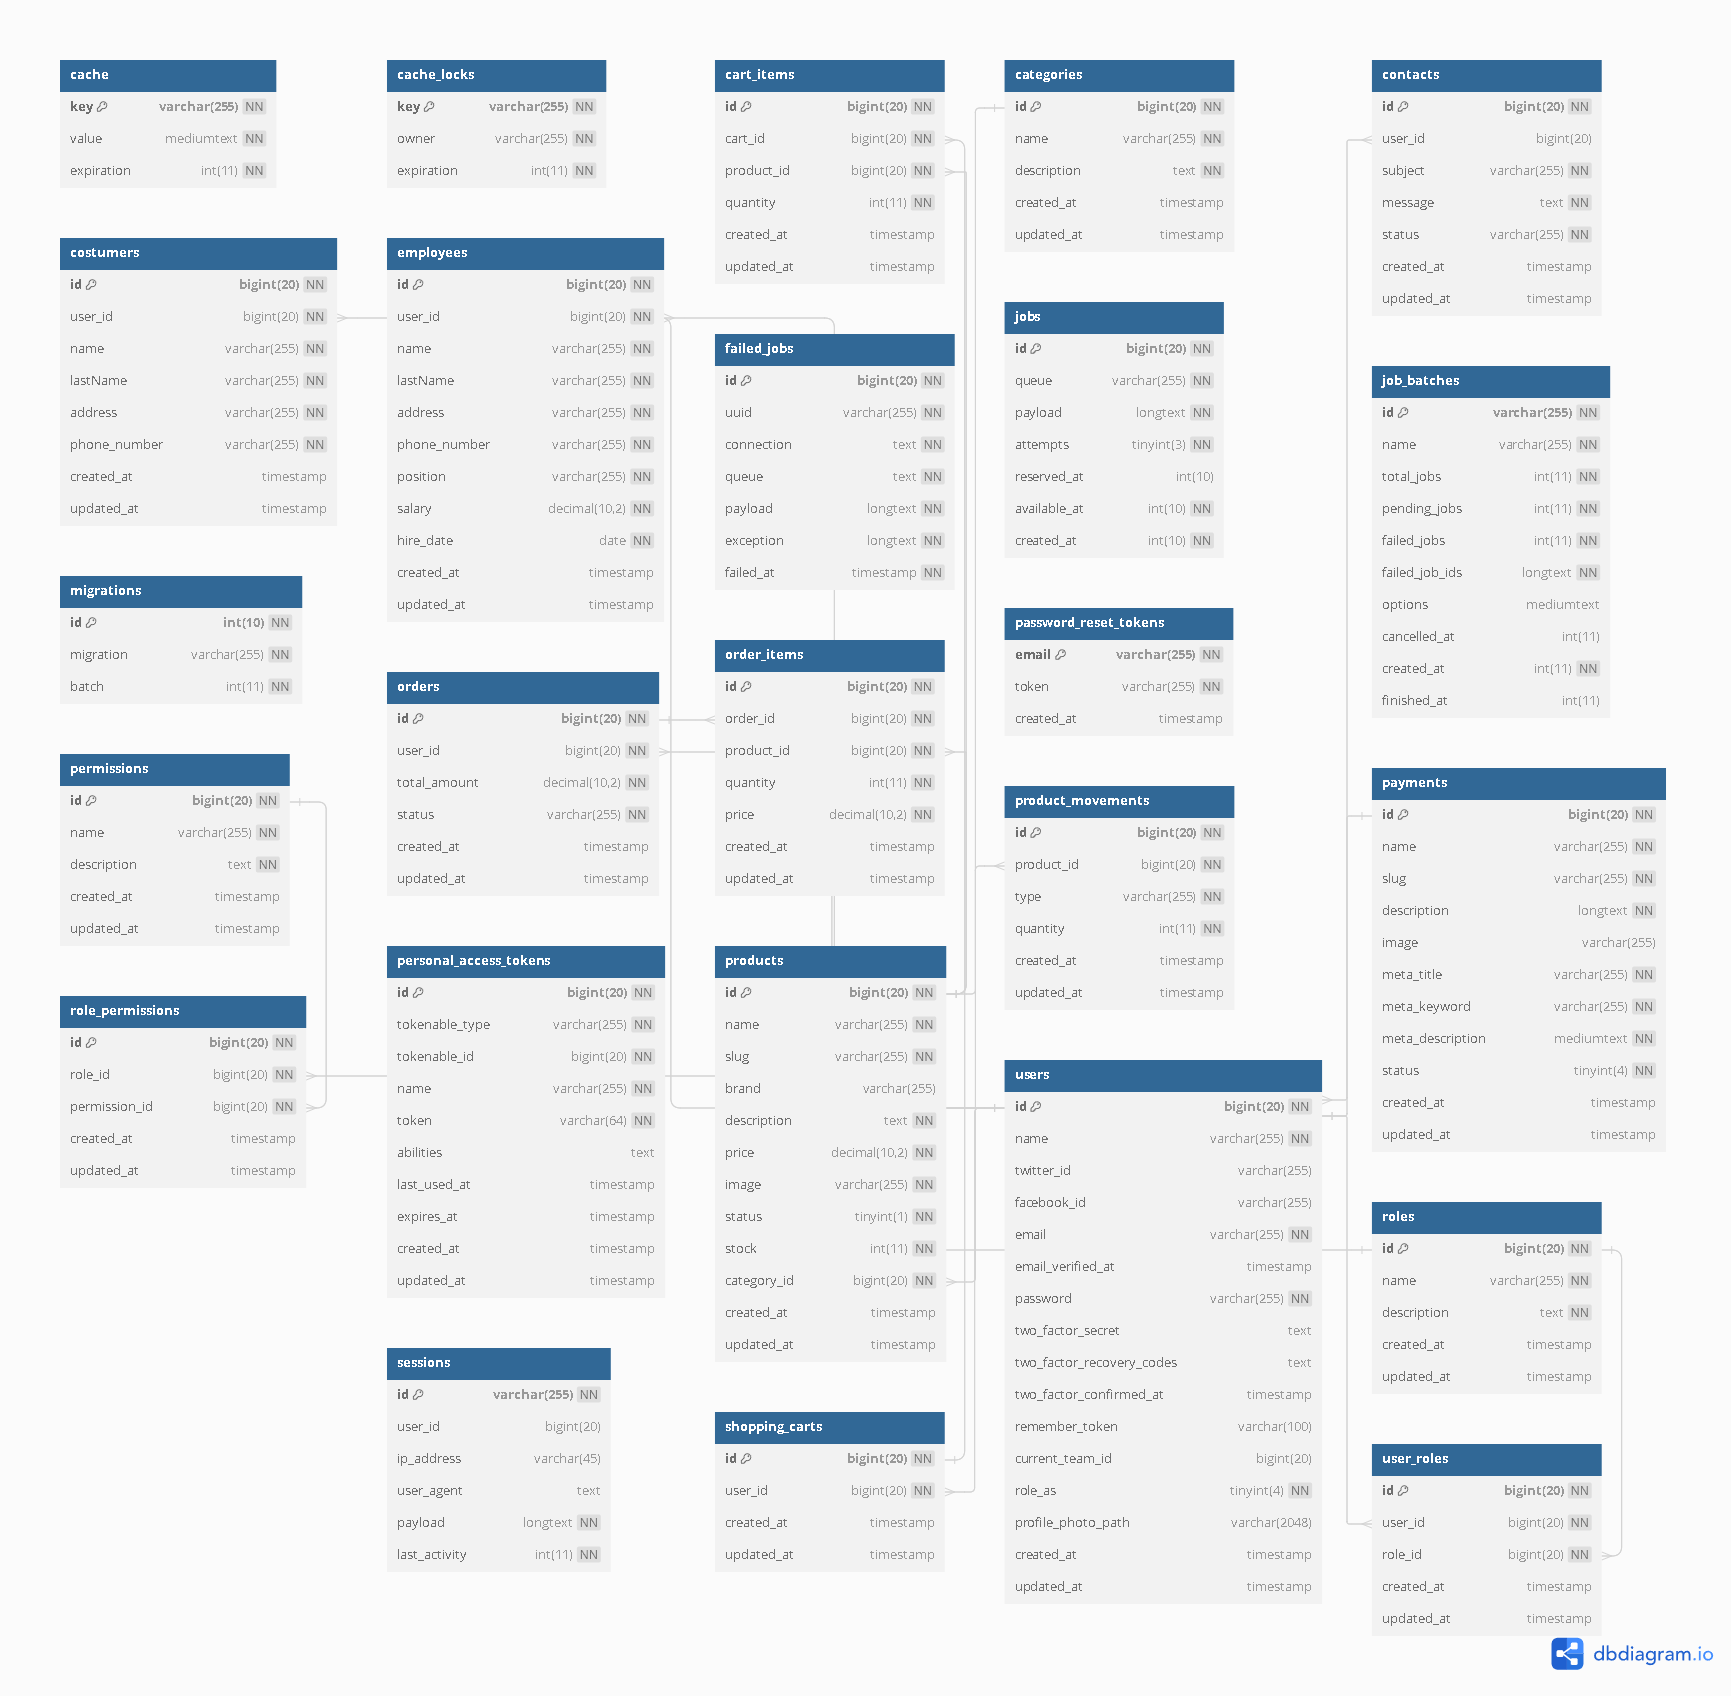 cache
key varchar(255) NN
value mediumtext NN
expiration int(11) NN
cache_locks
key varchar(255) NN
owner varchar(255) NN
expiration int(11) NN
cart_items
id bigint(20) NN
cart_id bigint(20) NN
product_id bigint(20) NN
quantity int(11) NN
created_at timestamp
updated_at timestamp
categories
id bigint(20) NN
name varchar(255) NN
description text NN
created_at timestamp
updated_at timestamp
contacts
id bigint(20) NN
user_id bigint(20)
subject varchar(255) NN
message text NN
status varchar(255) NN
created_at timestamp
updated_at timestamp
costumers
id bigint(20) NN
user_id bigint(20) NN
name varchar(255) NN
lastName varchar(255) NN
address varchar(255) NN
phone_number varchar(255) NN
created_at timestamp
updated_at timestamp
employees
id bigint(20) NN
user_id bigint(20) NN
name varchar(255) NN
lastName varchar(255) NN
address varchar(255) NN
phone_number varchar(255) NN
position varchar(255) NN
salary decimal(10,2) NN
hire_date date NN
created_at timestamp
updated_at timestamp
failed_jobs
id bigint(20) NN
uuid varchar(255) NN
connection text NN
queue text NN
payload longtext NN
exception longtext NN
failed_at timestamp NN
jobs
id bigint(20) NN
queue varchar(255) NN
payload longtext NN
attempts tinyint(3) NN
reserved_at int(10)
available_at int(10) NN
created_at int(10) NN
job_batches
id varchar(255) NN
name varchar(255) NN
total_jobs int(11) NN
pending_jobs int(11) NN
failed_jobs int(11) NN
failed_job_ids longtext NN
options mediumtext
cancelled_at int(11)
created_at int(11) NN
finished_at int(11)
migrations
id int(10) NN
migration varchar(255) NN
batch int(11) NN
orders
id bigint(20) NN
user_id bigint(20) NN
total_amount decimal(10,2) NN
status varchar(255) NN
created_at timestamp
updated_at timestamp
order_items
id bigint(20) NN
order_id bigint(20) NN
product_id bigint(20) NN
quantity int(11) NN
price decimal(10,2) NN
created_at timestamp
updated_at timestamp
password_reset_tokens
email varchar(255) NN
token varchar(255) NN
created_at timestamp
payments
id bigint(20) NN
name varchar(255) NN
slug varchar(255) NN
description longtext NN
image varchar(255)
meta_title varchar(255) NN
meta_keyword varchar(255) NN
meta_description mediumtext NN
status tinyint(4) NN
created_at timestamp
updated_at timestamp
permissions
id bigint(20) NN
name varchar(255) NN
description text NN
created_at timestamp
updated_at timestamp
product_movements
id bigint(20) NN
product_id bigint(20) NN
type varchar(255) NN
quantity int(11) NN
created_at timestamp
updated_at timestamp
role_permissions
id bigint(20) NN
role_id bigint(20) NN
permission_id bigint(20) NN
created_at timestamp
updated_at timestamp
personal_access_tokens
id bigint(20) NN
tokenable_type varchar(255) NN
tokenable_id bigint(20) NN
name varchar(255) NN
token varchar(64) NN
abilities text
last_used_at timestamp
expires_at timestamp
created_at timestamp
updated_at timestamp
products
id bigint(20) NN
name varchar(255) NN
slug varchar(255) NN
brand varchar(255)
description text NN
price decimal(10,2) NN
image varchar(255) NN
status tinyint(1) NN
stock int(11) NN
category_id bigint(20) NN
created_at timestamp
updated_at timestamp
users
id bigint(20) NN
name varchar(255) NN
twitter_id varchar(255)
facebook_id varchar(255)
email varchar(255) NN
email_verified_at timestamp
password varchar(255) NN
two_factor_secret text
two_factor_recovery_codes text
two_factor_confirmed_at timestamp
remember_token varchar(100)
current_team_id bigint(20)
role_as tinyint(4) NN
profile_photo_path varchar(2048)
created_at timestamp
updated_at timestamp
roles
id bigint(20) NN
name varchar(255) NN
description text NN
created_at timestamp
updated_at timestamp
sessions
id varchar(255) NN
user_id bigint(20)
ip_address varchar(45)
user_agent text
payload longtext NN
last_activity int(11) NN
shopping_carts
id bigint(20) NN
user_id bigint(20) NN
created_at timestamp
updated_at timestamp
user_roles
id bigint(20) NN
user_id bigint(20) NN
role_id bigint(20) NN
created_at timestamp
updated_at timestamp
dbdiagram.io